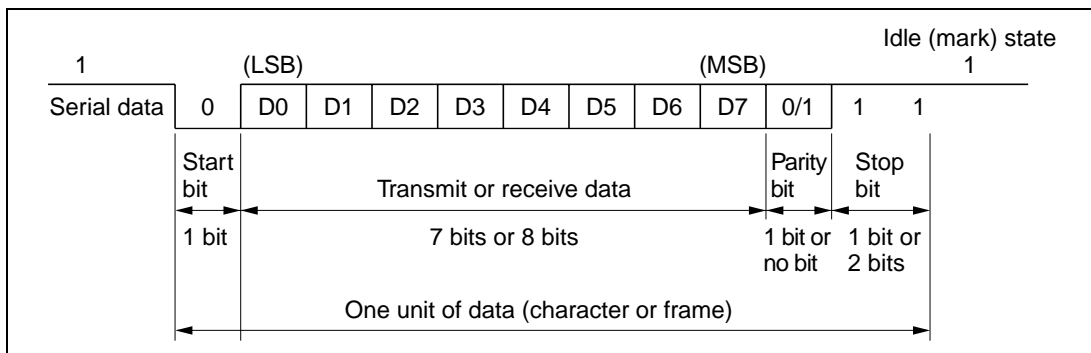 Idle (mark) state
1 (LSB) (MSB) 1
Serial data 0 D0 D1 D2 D3 D4 D5 D6 D7 0/1 1 1
Start Parity Stop
bit Transmit or receive data bit bit
1 bit 7 bits or 8 bits 1 bit or 1 bit or
no bit 2 bits
One unit of data (character or frame)